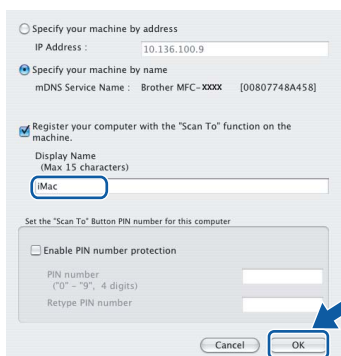 Specify your machine by address
IP Address : 10.136.100.9
Specify your machine by name
mDNS Service Name : Brother MFC-XXXX [00807748A458]
Register your computer with the "Scan To" function on the
machine.
Display Name
(Max 15 characters)
iMac
Set the "Scan To" Button PIN number for this computer
Enable PIN number protection
PIN number
("0" - "9", 4 digits)
Retype PIN number
Cancel OK